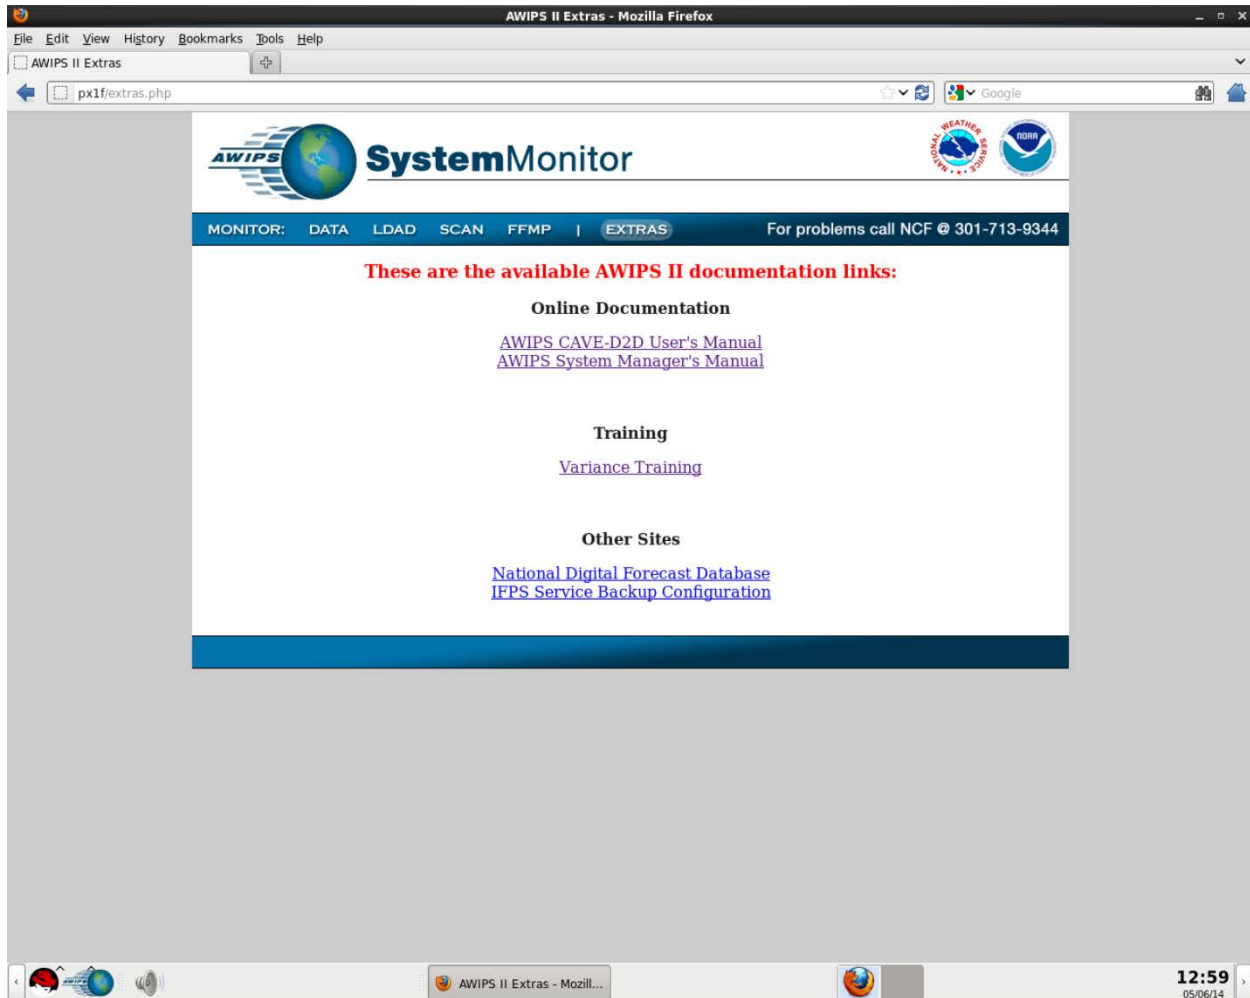 AWIPS II Extras - Mozilla Firefox
File Edit View History Bookmarks Tools Help
AWIPS II Extras
px1f/extras.php
Google
AWIPS
SystemMonitor
NATIONAL WEATHER SERVICE
NOAA
MONITOR: DATA LDAD SCAN FFMP | EXTRAS For problems call NCF @ 301-713-9344
These are the available AWIPS II documentation links:
Online Documentation
AWIPS CAVE-D2D User's Manual
AWIPS System Manager's Manual
Training
Variance Training
Other Sites
National Digital Forecast Database
IFPS Service Backup Configuration
AWIPS II Extras - Mozill...
12:59
05/06/14